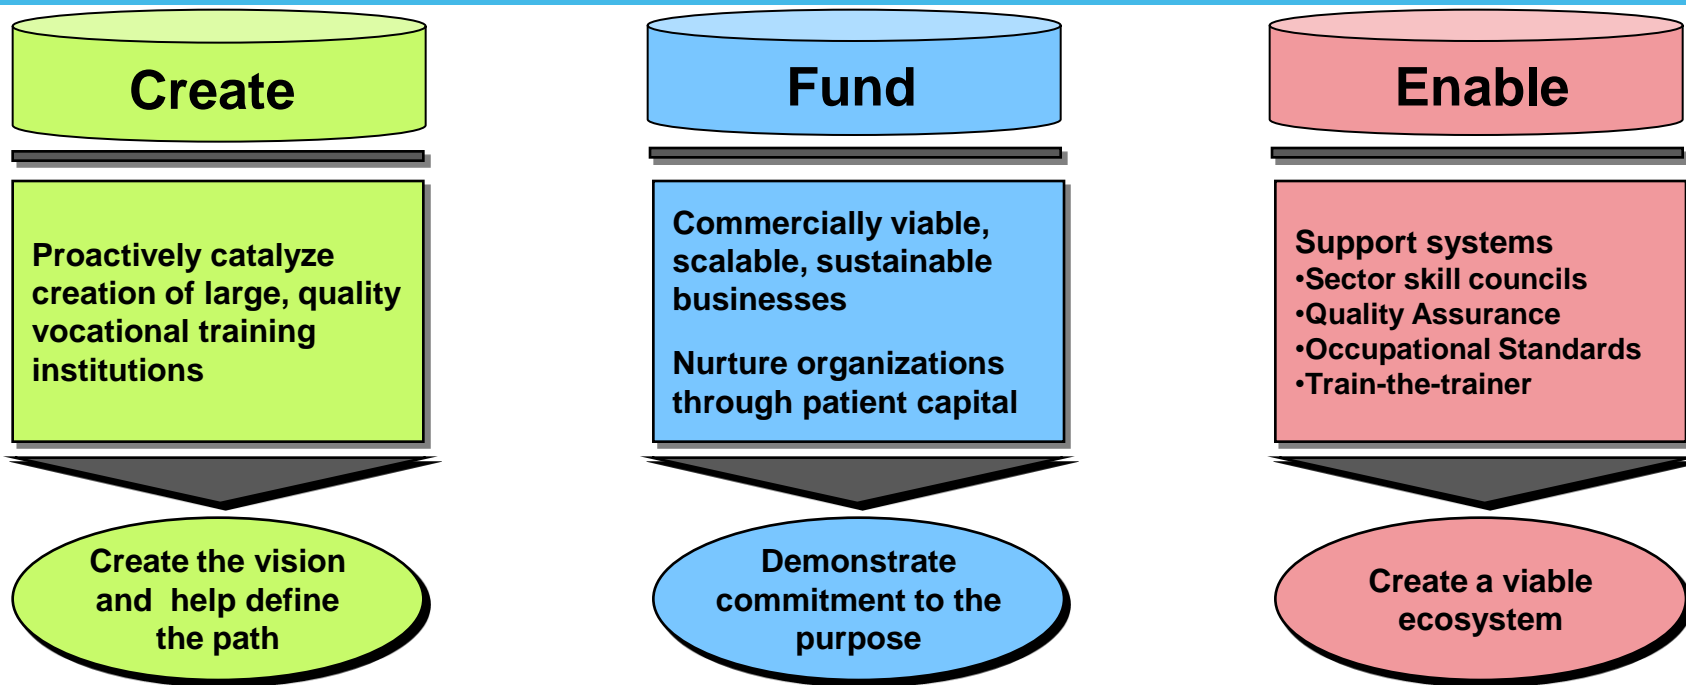 Create
Proactively catalyze
creation of large, quality
vocational training
institutions
Create the vision
and help define
the path
Fund
Commercially viable,
scalable, sustainable
businesses
Nurture organizations
through patient capital
Demonstrate
commitment to the
purpose
Enable
Support systems
•Sector skill councils
•Quality Assurance
•Occupational Standards
•Train-the-trainer
Create a viable
ecosystem